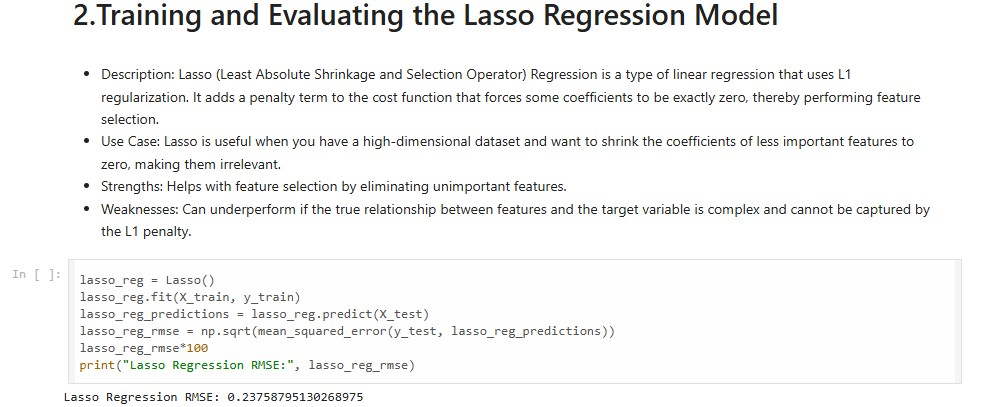 2.Training and Evaluating the Lasso Regression Model
• Description: Lasso (Least Absolute Shrinkage and Selection Operator) Regression is a type of linear regression that uses L1
regularization. It adds a penalty term to the cost function that forces some coefficients to be exactly zero, thereby performing feature
selection.
• Use Case: Lasso is useful when you have a high-dimensional dataset and want to shrink the coefficients of less important features to
zero, making them irrelevant.
• Strengths: Helps with feature selection by eliminating unimportant features.
• Weaknesses: Can underperform if the true relationship between features and the target variable is complex and cannot be captured by
the L1 penalty.
In [ ]:
lasso_reg = Lasso()
lasso_reg.fit(X_train, y_train)
lasso_reg_predictions = lasso_reg.predict(X_test)
lasso_reg_rmse = np.sqrt(mean_squared_error(y_test, lasso_reg_predictions))
lasso_reg_rmse*100
print("Lasso Regression RMSE:", lasso_reg_rmse)
Lasso Regression RMSE: 0.23758795130268975